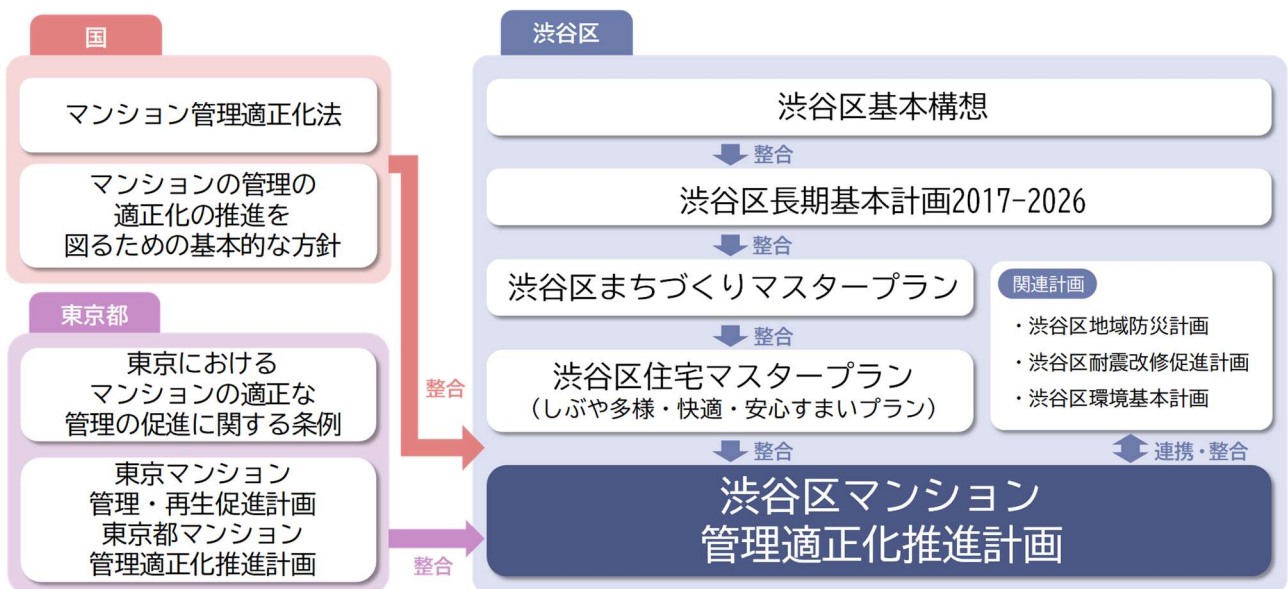 国
マンション管理適正化法
マンションの管理の
適正化の推進を
図るための基本的な方針
東京都
東京における
マンションの適正な
管理の促進に関する条例
東京マンション
管理・再生促進計画
東京都マンション
管理適正化推進計画
整合
整合
渋谷区
渋谷区基本構想
整合
渋谷区長期基本計画2017-2026
整合
渋谷区まちづくりマスタープラン
整合
渋谷区住宅マスタープラン
(しぶや多様・快適・安心すまいプラン)
整合
関連計画
・渋谷区地域防災計画
・渋谷区耐震改修促進計画
・渋谷区環境基本計画
連携・整合
渋谷区マンション
管理適正化推進計画